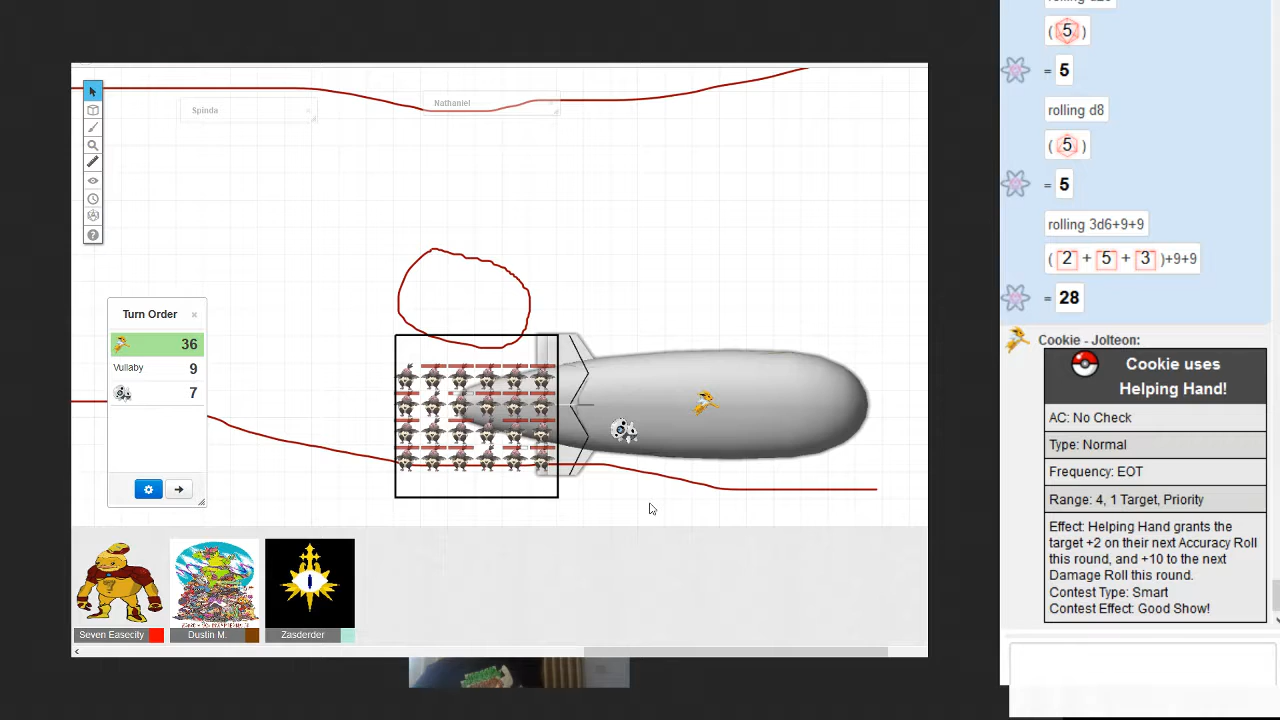 Spinda
Nathaniel
Turn Order
36
Vullaby 9
7
Seven Easecity
Dustin M.
Zasderder
(5)
= 5
rolling d8
(5)
= 5
rolling 3d6+9+9
(2 + 5 + 3)+9+9
= 28
Cookie - Jolteon:
Cookie uses
Helping Hand!
AC: No Check
Type: Normal
Frequency: EOT
Range: 4, 1 Target, Priority
Effect: Helping Hand grants the
target +2 on their next Accuracy Roll
this round, and +10 to the next
Damage Roll this round.
Contest Type: Smart
Contest Effect: Good Show!